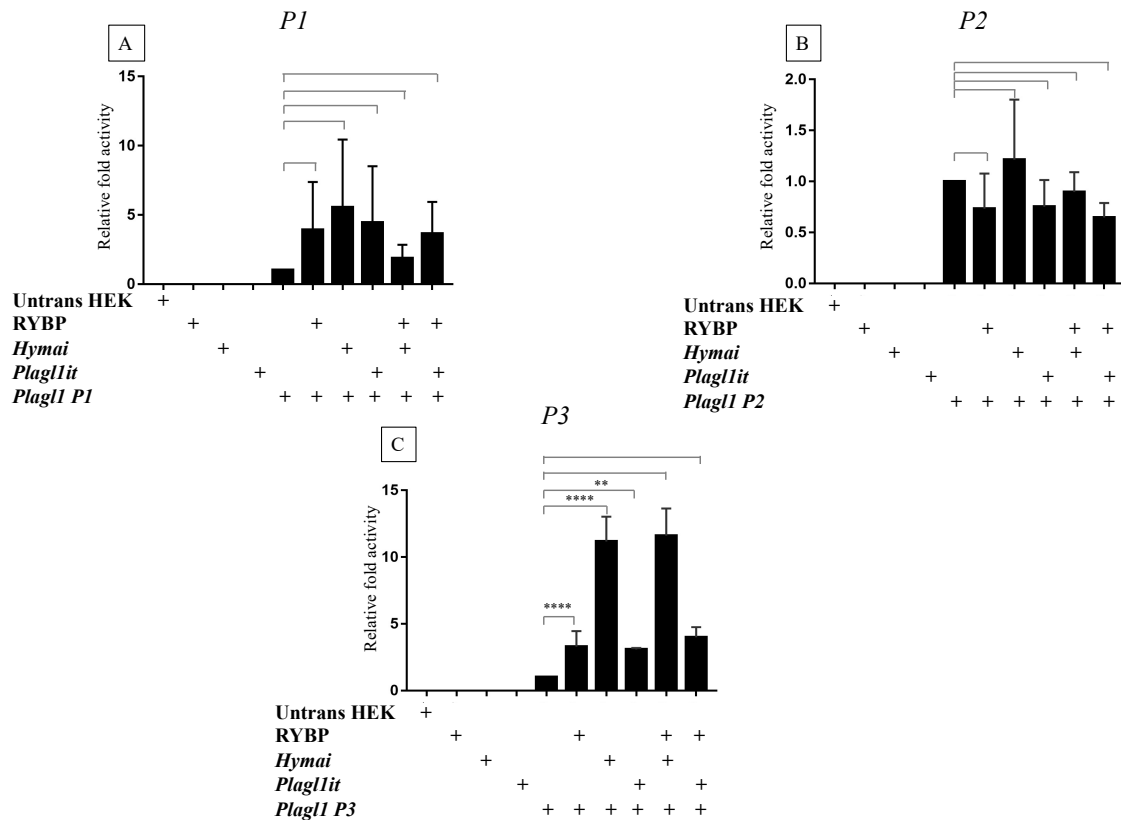 P1
A
15
10
5
0
Relative fold activity
Untrans HEK +
RYBP + + + +
Hymai + + +
Plagl1it + + +
Plagl1 P1 + + + + + +
P2
B
2.0
1.5
1.0
0.5
0.0
Relative fold activity
Untrans HEK +
RYBP + + + +
Hymai + + +
Plagl1it + + +
Plagl1 P2 + + + + + +
P3
C
15
10
5
0
Relative fold activity
**
****
****
Untrans HEK +
RYBP + + + +
Hymai + + +
Plagl1it + + +
Plagl1 P3 + + + + + +